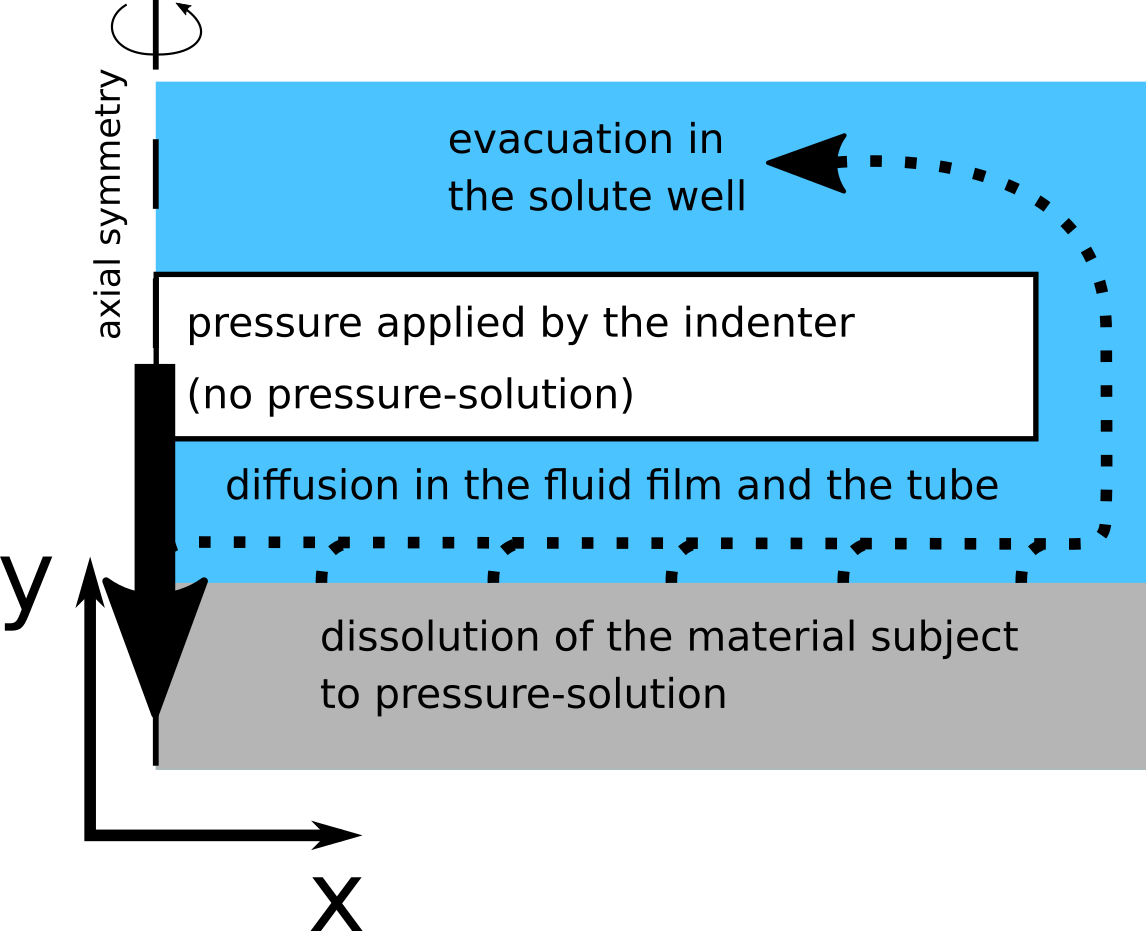 axial symmetry
evacuation in
the solute well
pressure applied by the indenter
(no pressure-solution)
diffusion in the fluid film and the tube
y
dissolution of the material subject
to pressure-solution
x